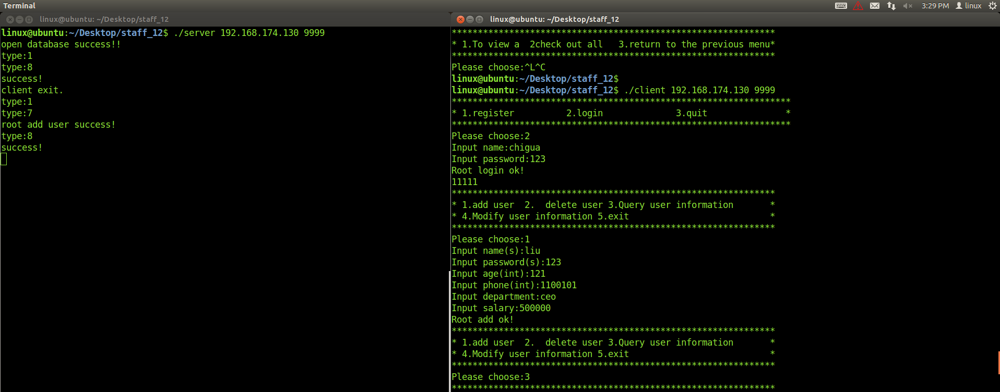 Terminal
3:29 PM linux
linux@ubuntu: ~/Desktop/staff_12
linux@ubuntu:~/Desktop/staff_12$ ./server 192.168.174.130 9999
open database success!!
type:1
type:8
success!
client exit.
type:1
type:7
root add user success!
type:8
success!
linux@ubuntu: ~/Desktop/staff_12
**************************************************************
* 1.To view a  2check out all   3.return to the previous menu*
**************************************************************
Please choose:^L^C
linux@ubuntu:~/Desktop/staff_12$
linux@ubuntu:~/Desktop/staff_12$ ./client 192.168.174.130 9999
*****************************************************************
* 1.register          2.login              3.quit               *
*****************************************************************
Please choose:2
Input name:chigua
Input password:123
Root login ok!
11111
**************************************************************
* 1.add user  2.  delete user 3.Query user information       *
* 4.Modify user information 5.exit                           *
**************************************************************
Please choose:1
Input name(s):liu
Input password(s):123
Input age(int):121
Input phone(int):1100101
Input department:ceo
Input salary:500000
Root add ok!
**************************************************************
* 1.add user  2.  delete user 3.Query user information       *
* 4.Modify user information 5.exit                           *
**************************************************************
Please choose:3
**************************************************************